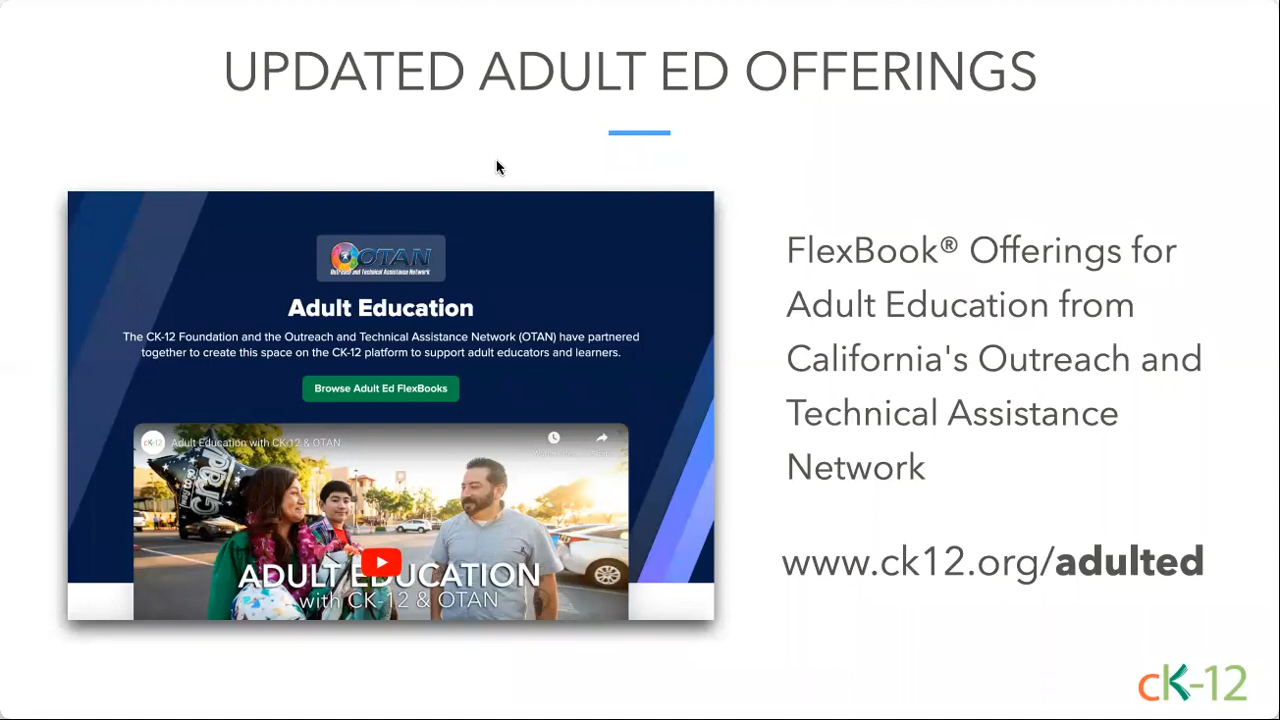 UPDATED ADULT ED OFFERINGS
OTAN
Outreach and Technical Assistance Network
Adult Education
The CK-12 Foundation and the Outreach and Technical Assistance Network (OTAN) have partnered
together to create this space on the CK-12 platform to support adult educators and learners.
Browse Adult Ed FlexBooks
cK-12
Adult Education with CK-12 & OTAN
Grad
ADULT EDUCATION
with CK-12 & OTAN
FlexBook® Offerings for
Adult Education from
California's Outreach and
Technical Assistance
Network
www.ck12.org/adulted
cK-12